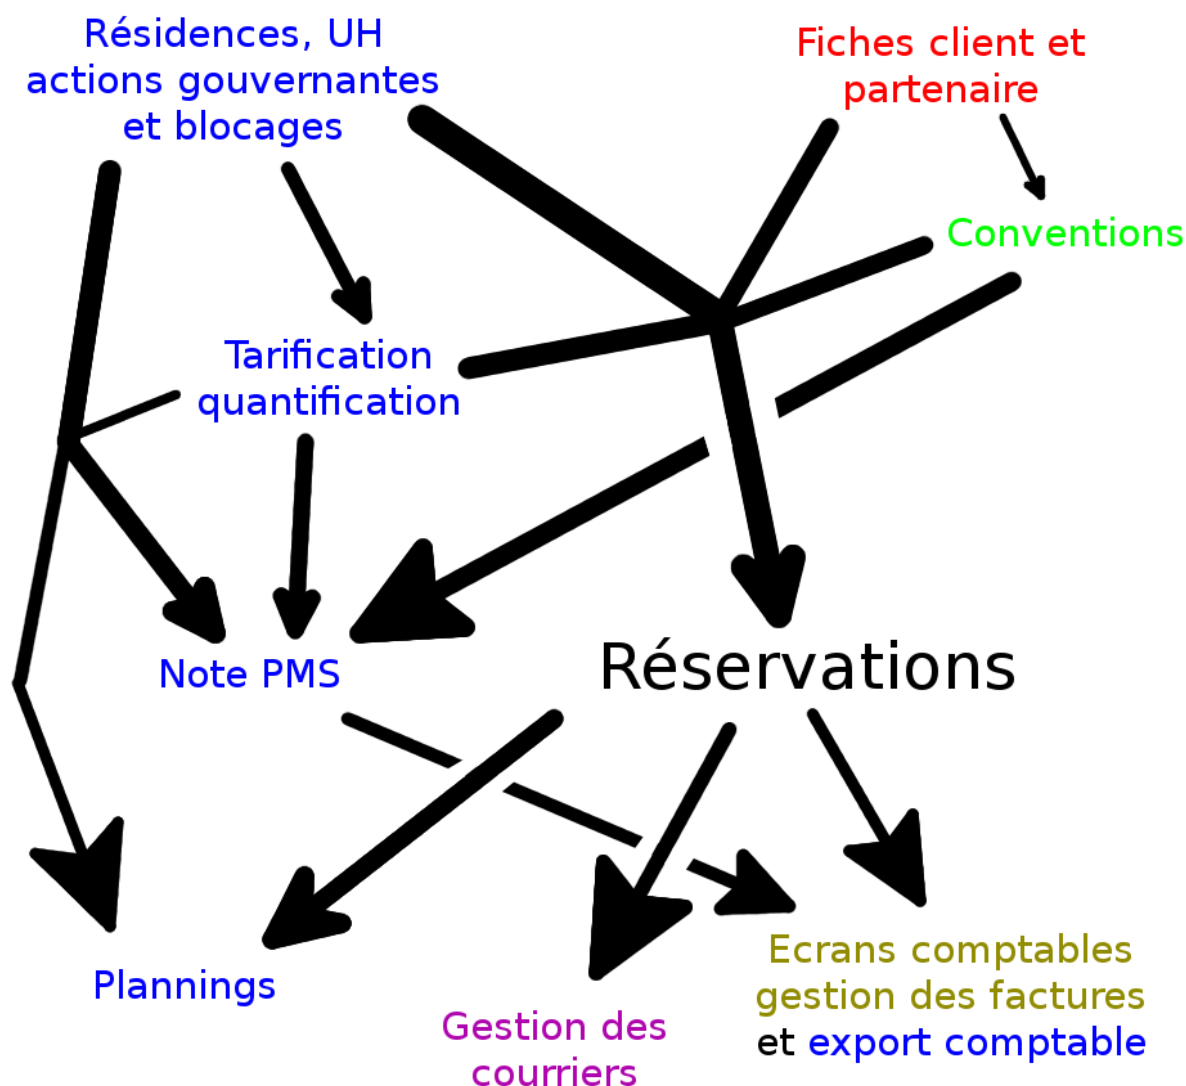 Résidences, UH
actions gouvernantes
et blocages
Fiches client et
partenaire
Conventions
Tarification
quantification
Note PMS
Réservations
Plannings
Gestion des
courriers
Ecrans comptables
gestion des factures
et export comptable